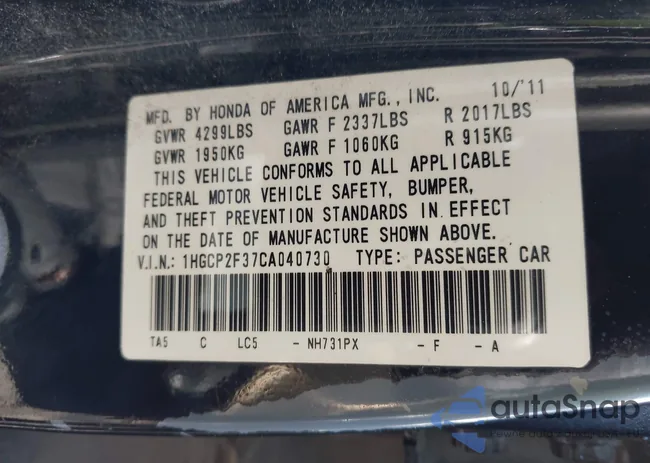 MFD. BY HONDA OF AMERICA MFG., INC. 10/'11
GVWR 4299LBS GAWR F 2337LBS R 2017LBS
GVWR 1950KG GAWR F 1060KG R 915KG
THIS VEHICLE CONFORMS TO ALL APPLICABLE
FEDERAL MOTOR VEHICLE SAFETY, BUMPER,
AND THEFT PREVENTION STANDARDS IN EFFECT
ON THE DATE OF MANUFACTURE SHOWN ABOVE.
V.I.N.: 1HGCP2F37CA040730 TYPE: PASSENGER CAR
TA5 C LC5 - NH731PX - F - A
autaSnap